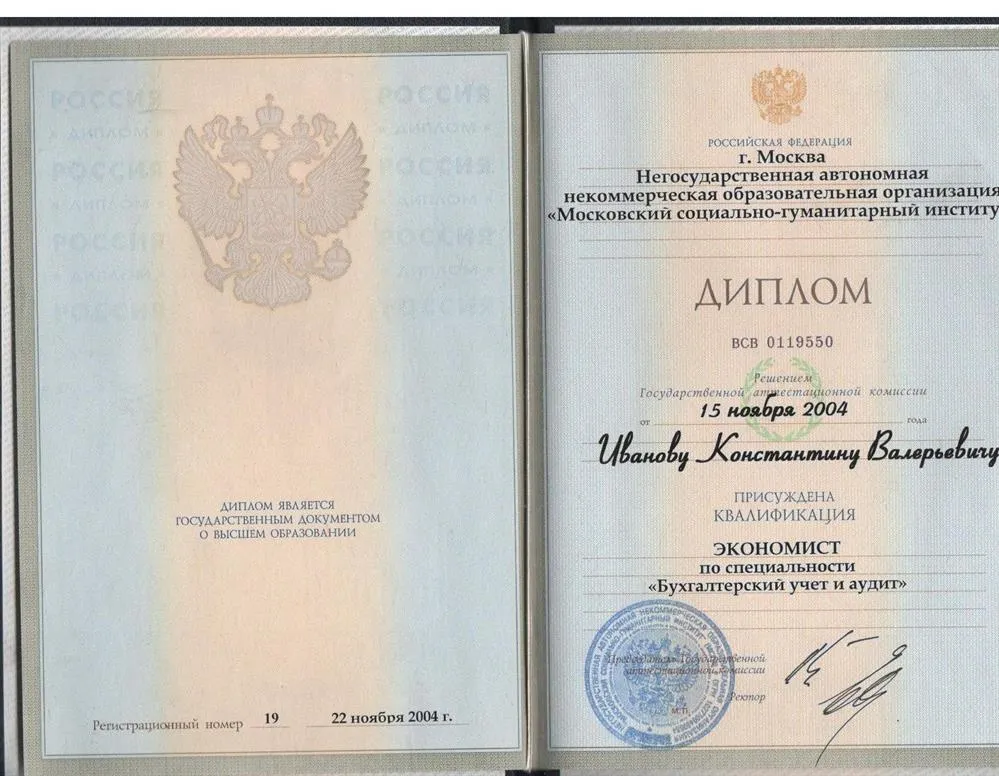 РОССИЯ РОССИЯ
« ДИПЛОМ » « ДИПЛОМ »
РОССИЯ РОССИЯ
« ДИПЛОМ » « ДИПЛОМ »
РОССИЯ РОССИЯ
« ДИПЛОМ » « ДИПЛОМ »
РОССИЯ РОССИЯ
ДИПЛОМ ЯВЛЯЕТСЯ
ГОСУДАРСТВЕННЫМ ДОКУМЕНТОМ
О ВЫСШЕМ ОБРАЗОВАНИИ
Регистрационный номер 19 22 ноября 2004 г.
РОССИЙСКАЯ ФЕДЕРАЦИЯ
г. Москва
Негосударственная автономная
некоммерческая образовательная организация
«Московский социально-гуманитарный институ
ДИПЛОМ
ВСВ 0119550
Решением
Государственной аттестационной комиссии
от 15 ноября 2004 года
Иванову Константину Валерьевичу
ПРИСУЖДЕНА
КВАЛИФИКАЦИЯ
ЭКОНОМИСТ
по специальности
«Бухгалтерский учет и аудит»
Председатель Государственной
аттестационной комиссии
Ректор
М.П.